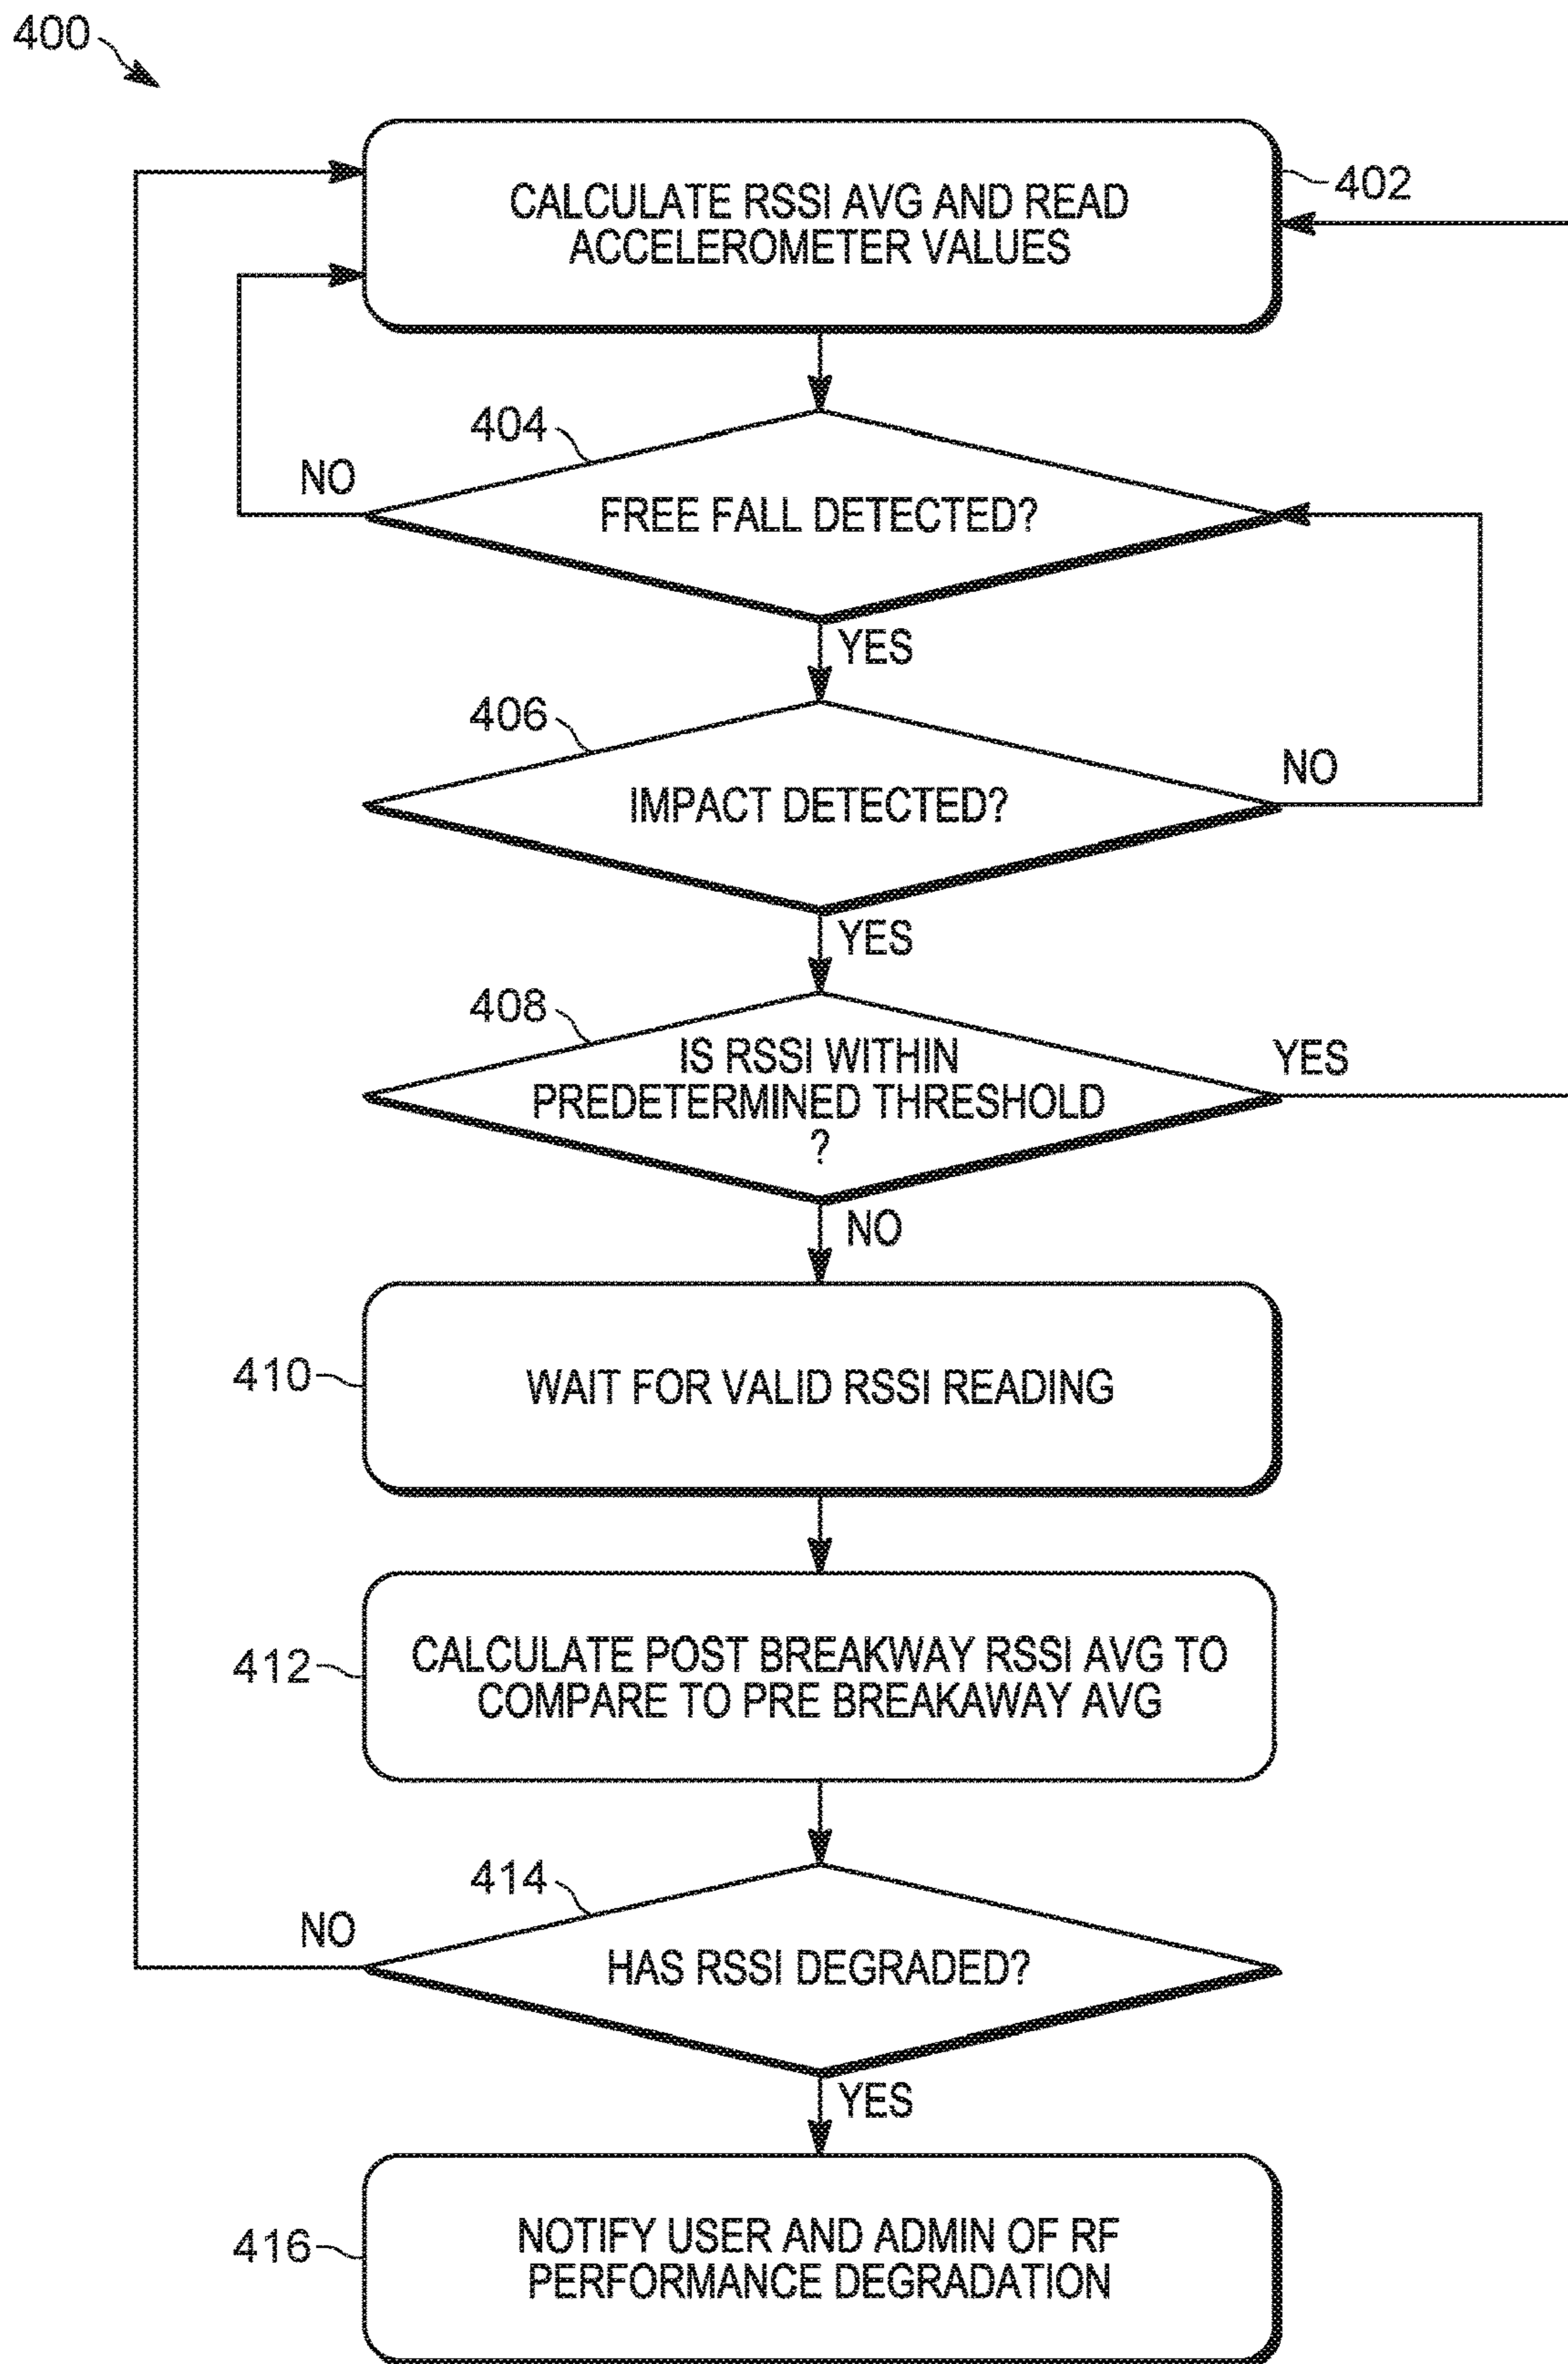 400
CALCULATE RSSI AVG AND READ
ACCELEROMETER VALUES
402
404
NO
FREE FALL DETECTED?
YES
406
IMPACT DETECTED?
NO
YES
408
IS RSSI WITHIN
PREDETERMINED THRESHOLD
?
YES
NO
410
WAIT FOR VALID RSSI READING
412
CALCULATE POST BREAKWAY RSSI AVG TO
COMPARE TO PRE BREAKAWAY AVG
414
NO
HAS RSSI DEGRADED?
YES
416
NOTIFY USER AND ADMIN OF RF
PERFORMANCE DEGRADATION